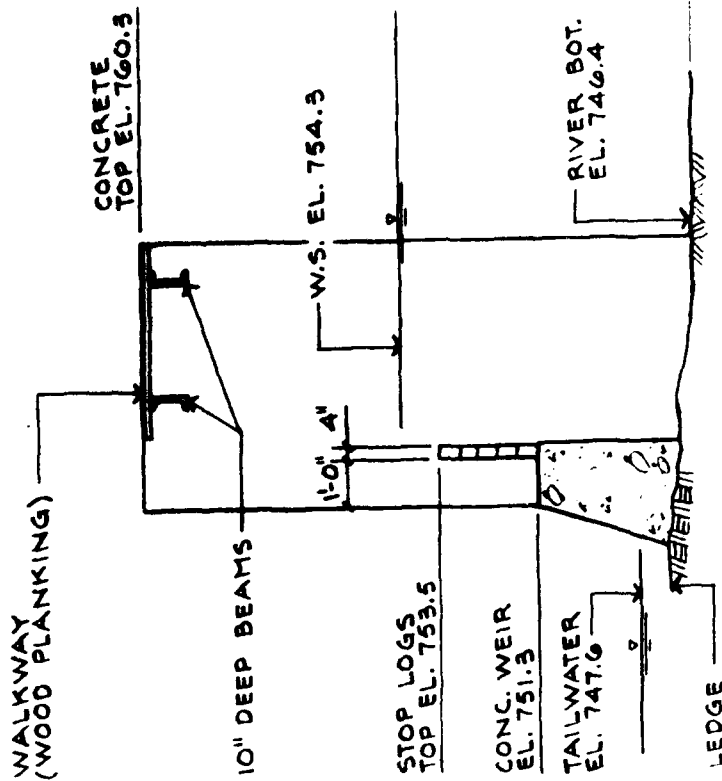 WALKWAY
(WOOD PLANKING)
CONCRETE
TOP EL. 760.3
10" DEEP BEAMS
W.S. EL. 754.3
1'-0" 4"
STOP LOGS
TOP EL. 753.5
CONC. WEIR
EL. 751.3
TAILWATER
EL. 747.6
RIVER BOT.
EL. 746.4
LEDGE